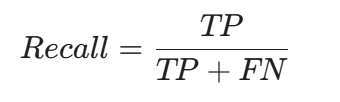 Recall = TP / (TP + FN)